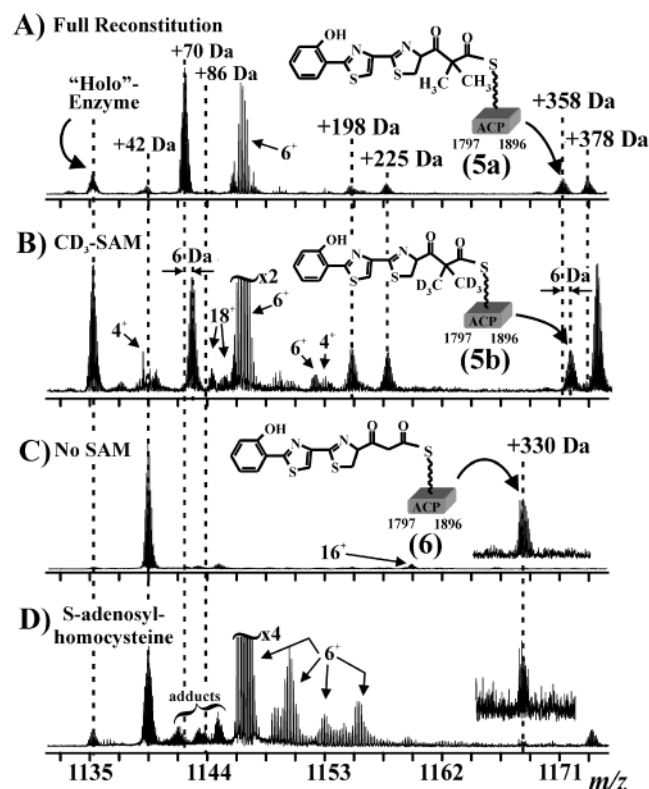 A) Full Reconstitution
"Holo"-
Enzyme
+42 Da
+70 Da
+86 Da
6+
+198 Da
+225 Da
OH
N
S
N
S
O
O
H₃C
CH₃
S
ACP
1797 1896
(5a)
+358 Da
+378 Da
B) CD₃-SAM
6 Da
4+
18+
x2
6+
6+
4+
OH
N
S
N
S
O
O
D₃C
CD₃
S
ACP
1797 1896
(5b)
6 Da
C) No SAM
OH
N
S
N
S
O
O
S
ACP
1797 1896
(6)
16+
+330 Da
D) S-adenosyl-
homocysteine
adducts
x4
6+
1135 1144 1153 1162 1171 m/z